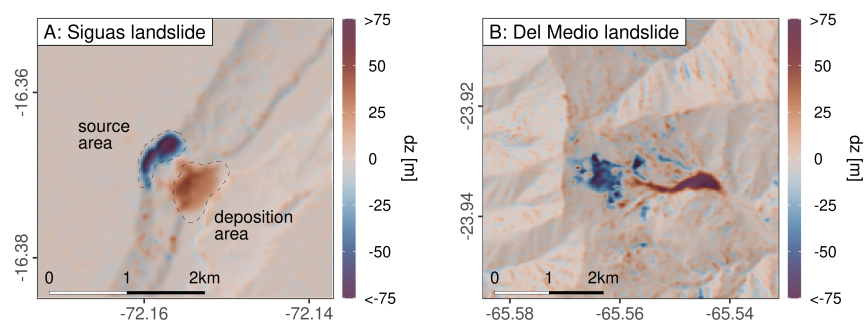 A: Siguas landslide
>75
50
25
0
-25
-50
<-75
dz [m]
-16.36
-16.38
source
area
deposition
area
0 1 2km
-72.16 -72.14
B: Del Medio landslide
>75
50
25
0
-25
-50
<-75
dz [m]
-23.92
-23.94
0 1 2km
-65.58 -65.56 -65.54